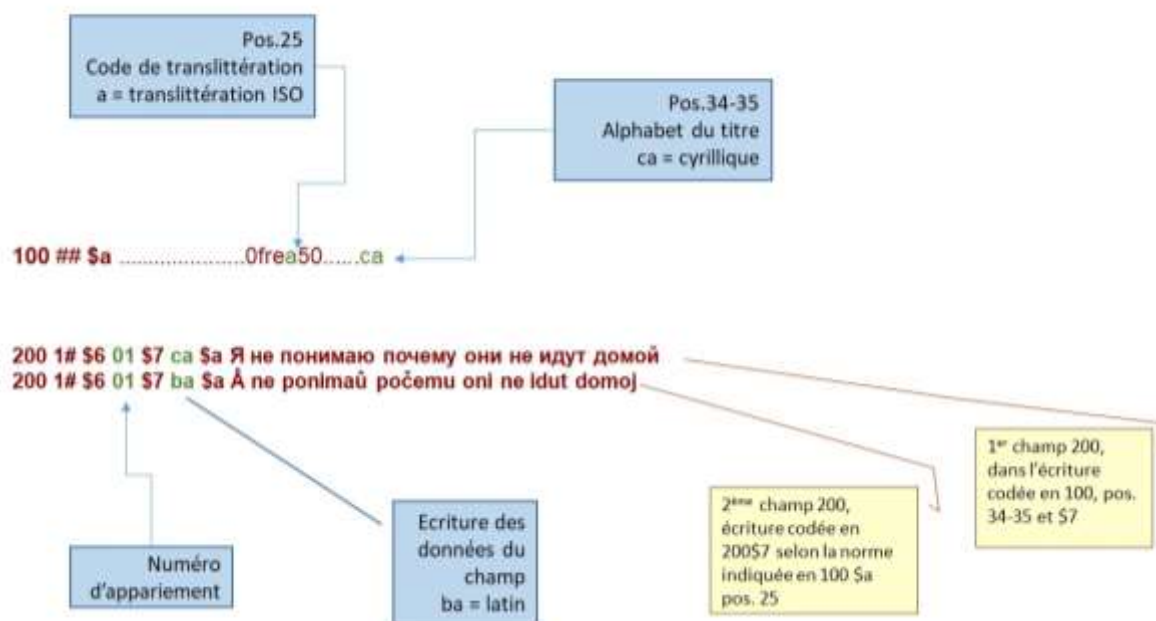 Pos.25
Code de translittération
a = translittération ISO
Pos.34-35
Alphabet du titre
ca = cyrillique
100 ## $a ......................0frea50......ca
200 1# $6 01 $7 ca $a Я не понимаю почему они не идут домой
200 1# $6 01 $7 ba $a Â ne ponimaû počemu oni ne idut domoj
1er champ 200,
dans l'écriture
codée en 100, pos.
34-35 et $7
2ème champ 200,
écriture codée en
200$7 selon la norme
indiquée en 100 $a
pos. 25
Ecriture des
données du
champ
ba = latin
Numéro
d'appariement